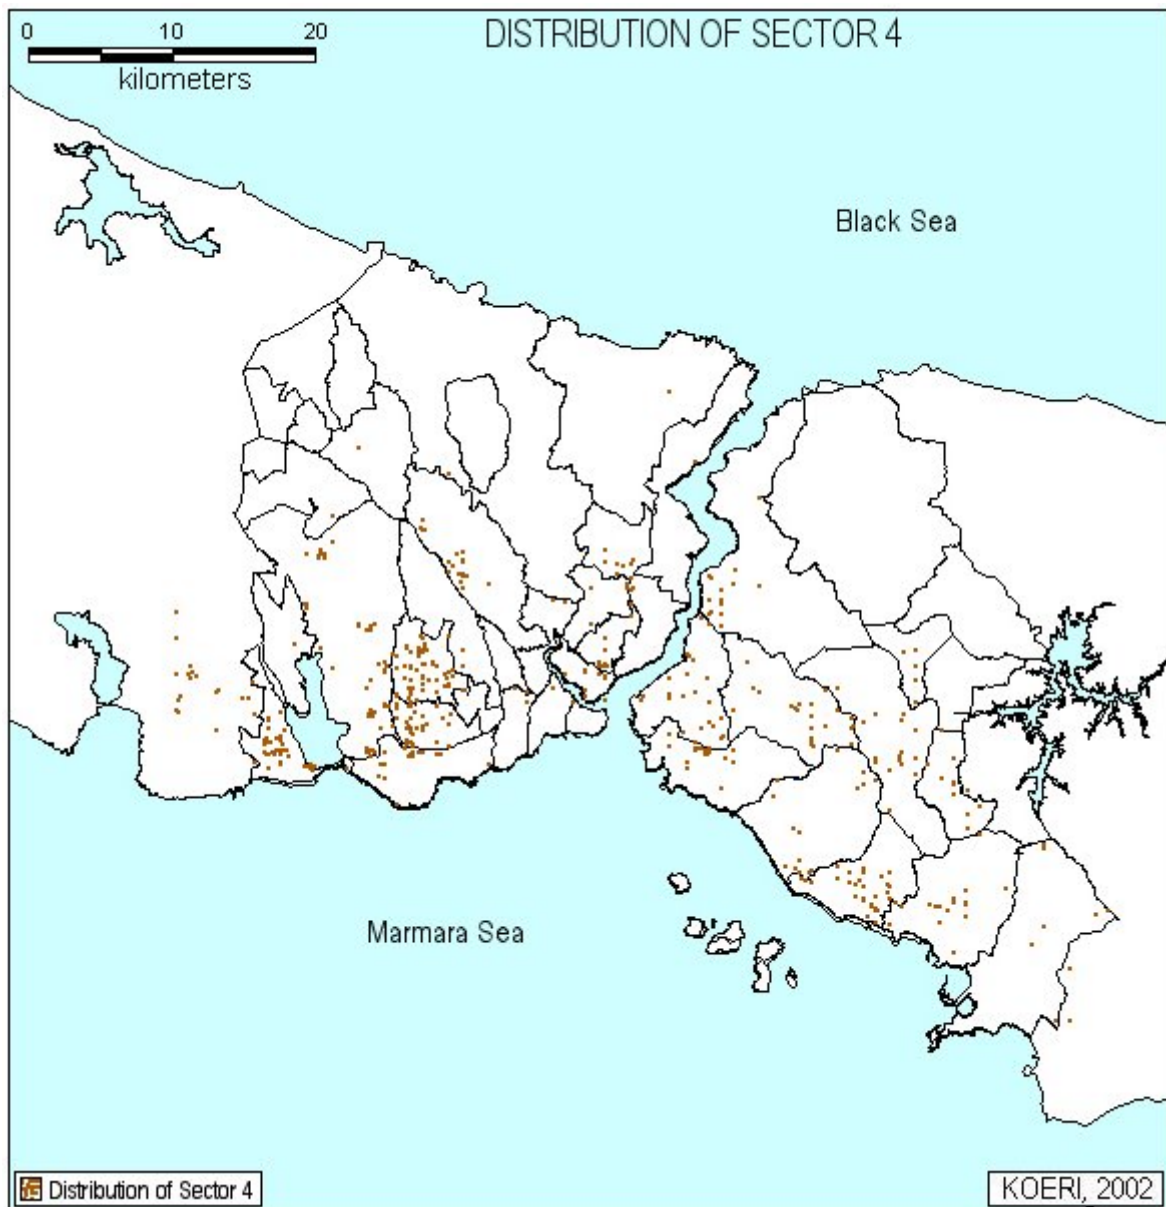 0 10 20
kilometers
DISTRIBUTION OF SECTOR 4
Black Sea
Marmara Sea
Distribution of Sector 4
KOERI, 2002